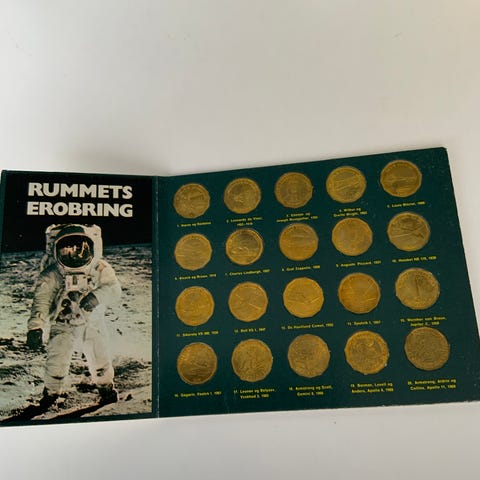 RUMMETS
EROBRING
1. Ikaros og Daidalos
2. Leonardo da Vinci,
1452-1519
3. Etienne og
Joseph Montgolfier, 1783
4. Wilbur og
Orville Wright, 1903
5. Louis Bleriot, 1909
6. Alcock og Brown, 1919
7. Charles Lindbergh, 1927
8. Graf Zeppelin, 1929
9. Auguste Piccard, 1931
10. Heinkel HE 178, 1939
11. Sikorsky VS 300, 1939
12. Bell XS-1, 1947
13. De Havilland Comet, 1952
14. Sputnik 1, 1957
15. Wernher von Braun,
Jupiter C, 1958
16. Gagarin, Vostok 1, 1961
17. Leonov og Beljajev,
Voskhod 2, 1965
18. Armstrong og Scott,
Gemini 8, 1966
19. Borman, Lovell og
Anders, Apollo 8, 1968
20. Armstrong, Aldrin og
Collins, Apollo 11, 1969